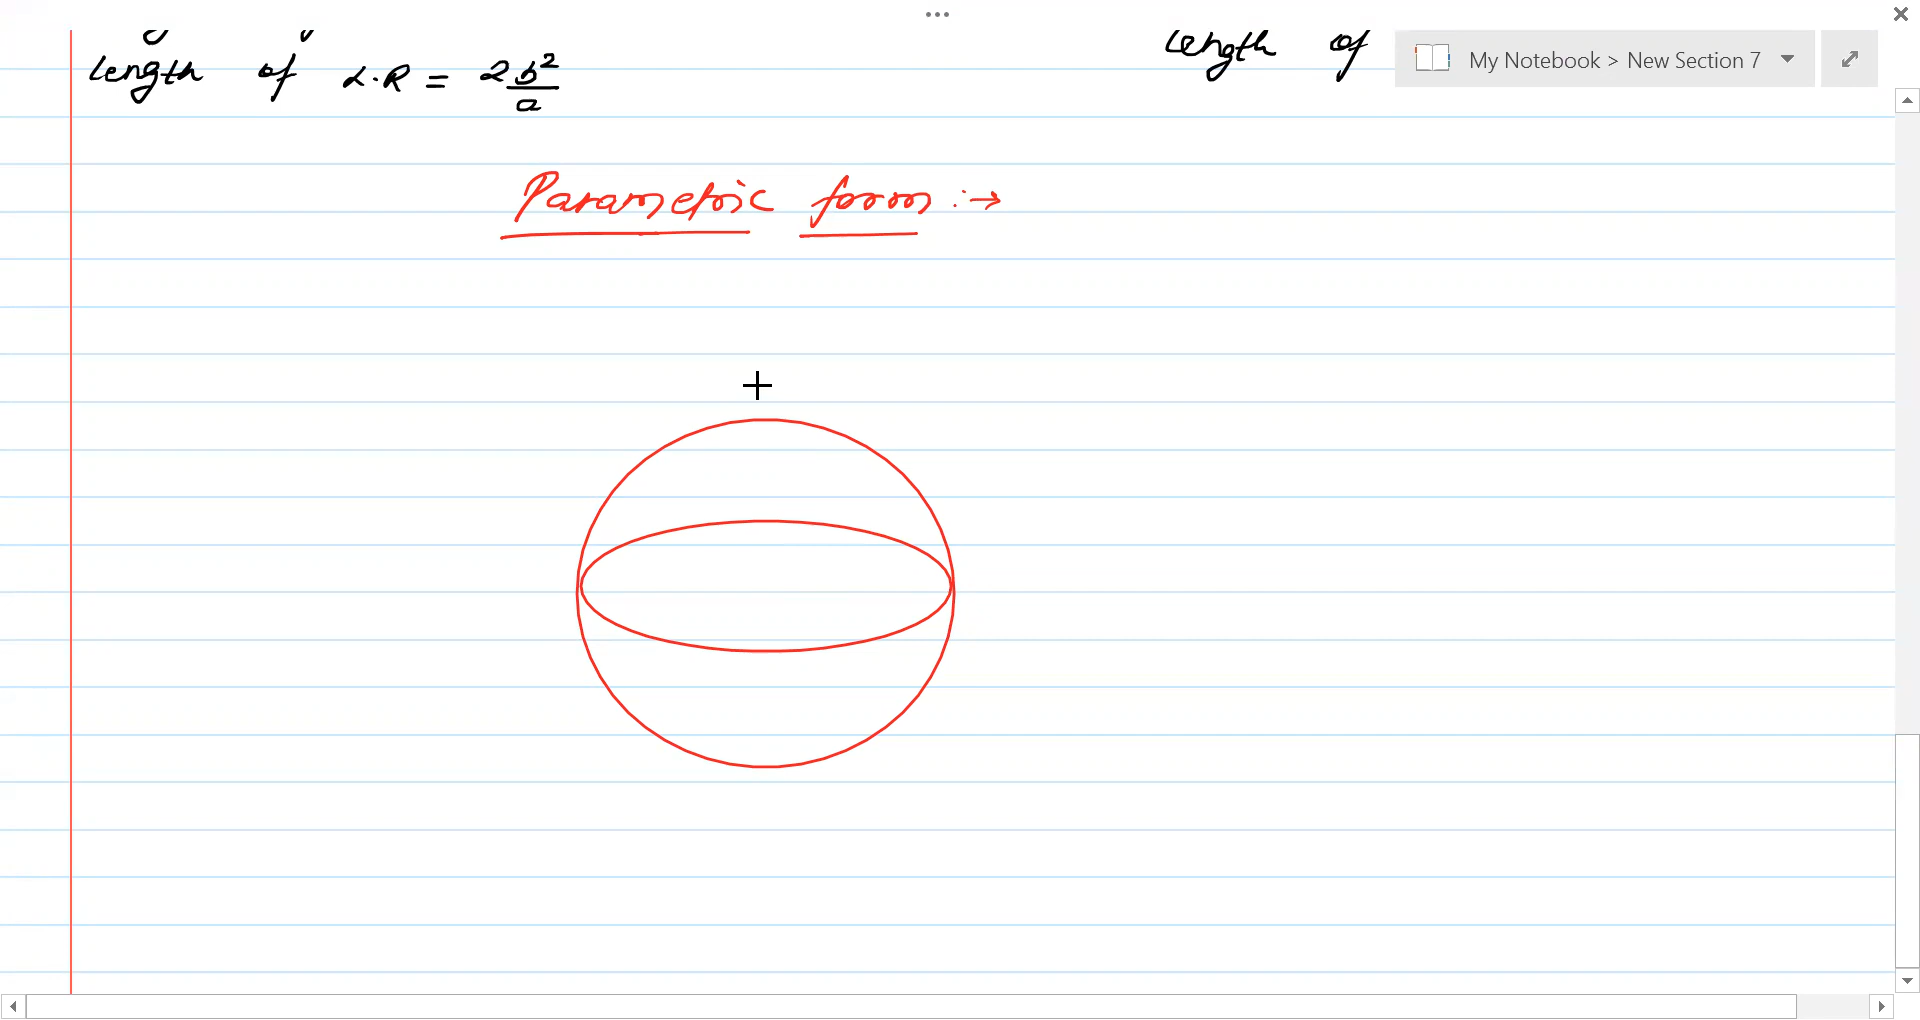 length of L.R = 2b²/a
length of
My Notebook > New Section 7
Parametric form :→